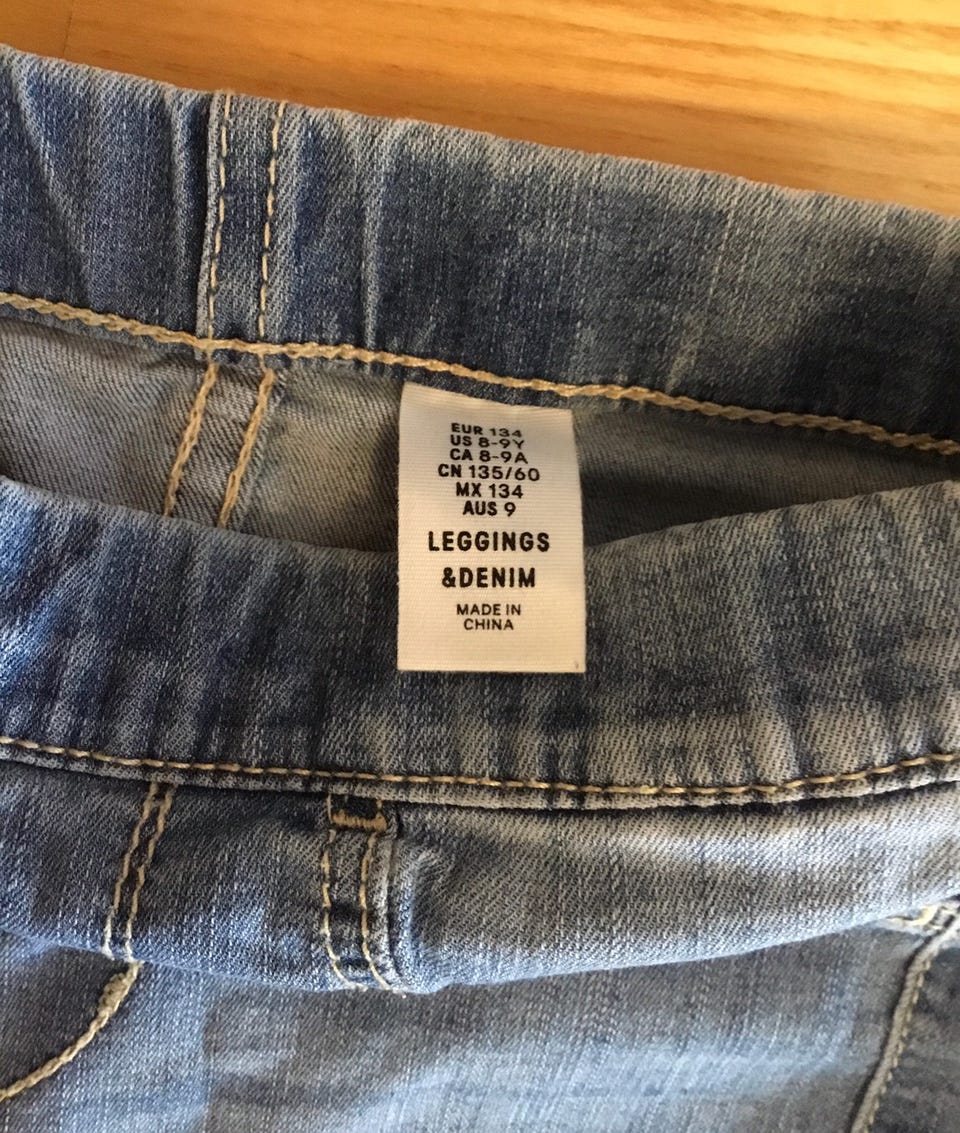 EUR 134
US 8-9Y
CA 8-9A
CN 135/60
MX 134
AUS 9
LEGGINGS
&DENIM
MADE IN
CHINA